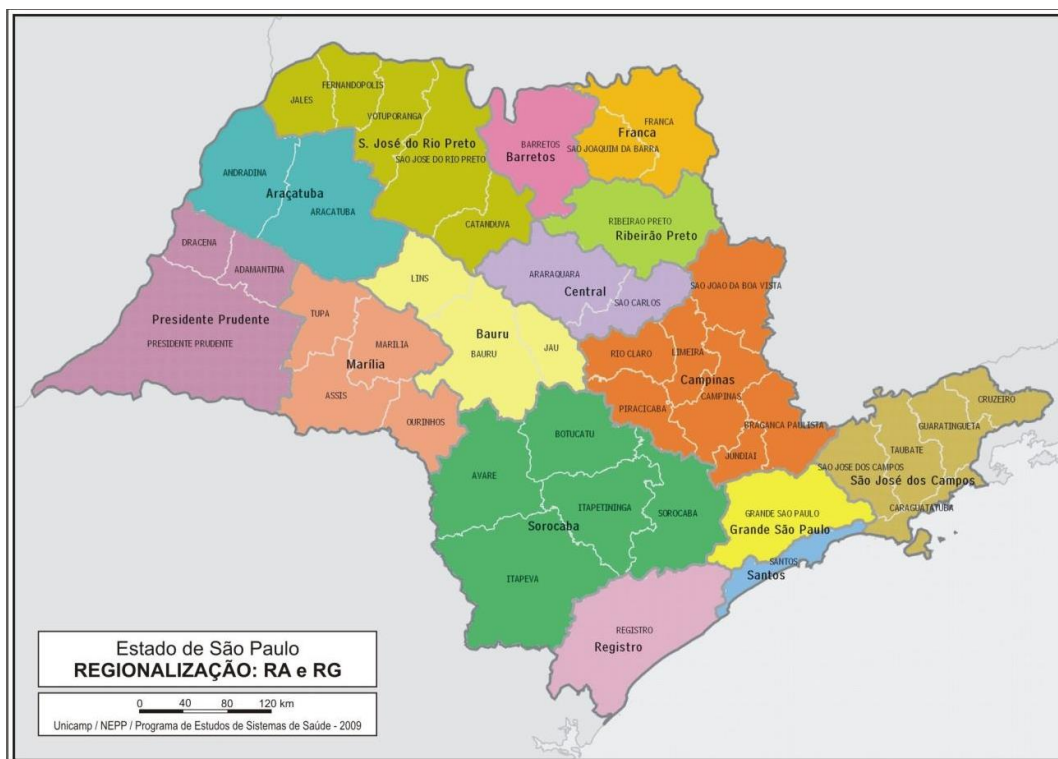 FERNANDOPOLIS
JALES
VOTUPORANGA
S. José do Rio Preto
SAO JOSE DO RIO PRETO
CATANDUVA
BARRETOS
Barretos
FRANCA
Franca
SAO JOAQUIM DA BARRA
ANDRADINA
Araçatuba
ARACATUBA
RIBEIRAO PRETO
Ribeirão Preto
DRACENA
ADAMANTINA
Presidente Prudente
PRESIDENTE PRUDENTE
LINS
Bauru
BAURU
JAU
ARARAQUARA
Central
SAO CARLOS
SAO JOAO DA BOA VISTA
TUPA
MARILIA
Marília
ASSIS
OURINHOS
RIO CLARO
LIMEIRA
Campinas
CAMPINAS
PIRACICABA
BRAGANCA PAULISTA
JUNDIAI
CRUZEIRO
GUARATINGUETA
TAUBATE
SAO JOSE DOS CAMPOS
São José dos Campos
CARAGUATATUBA
BOTUCATU
AVARE
ITAPETININGA
SOROCABA
Sorocaba
ITAPEVA
GRANDE SAO PAULO
Grande São Paulo
SANTOS
Santos
REGISTRO
Registro
Estado de São Paulo
REGIONALIZAÇÃO: RA e RG
0 40 80 120 km
Unicamp / NEPP / Programa de Estudos de Sistemas de Saúde - 2009